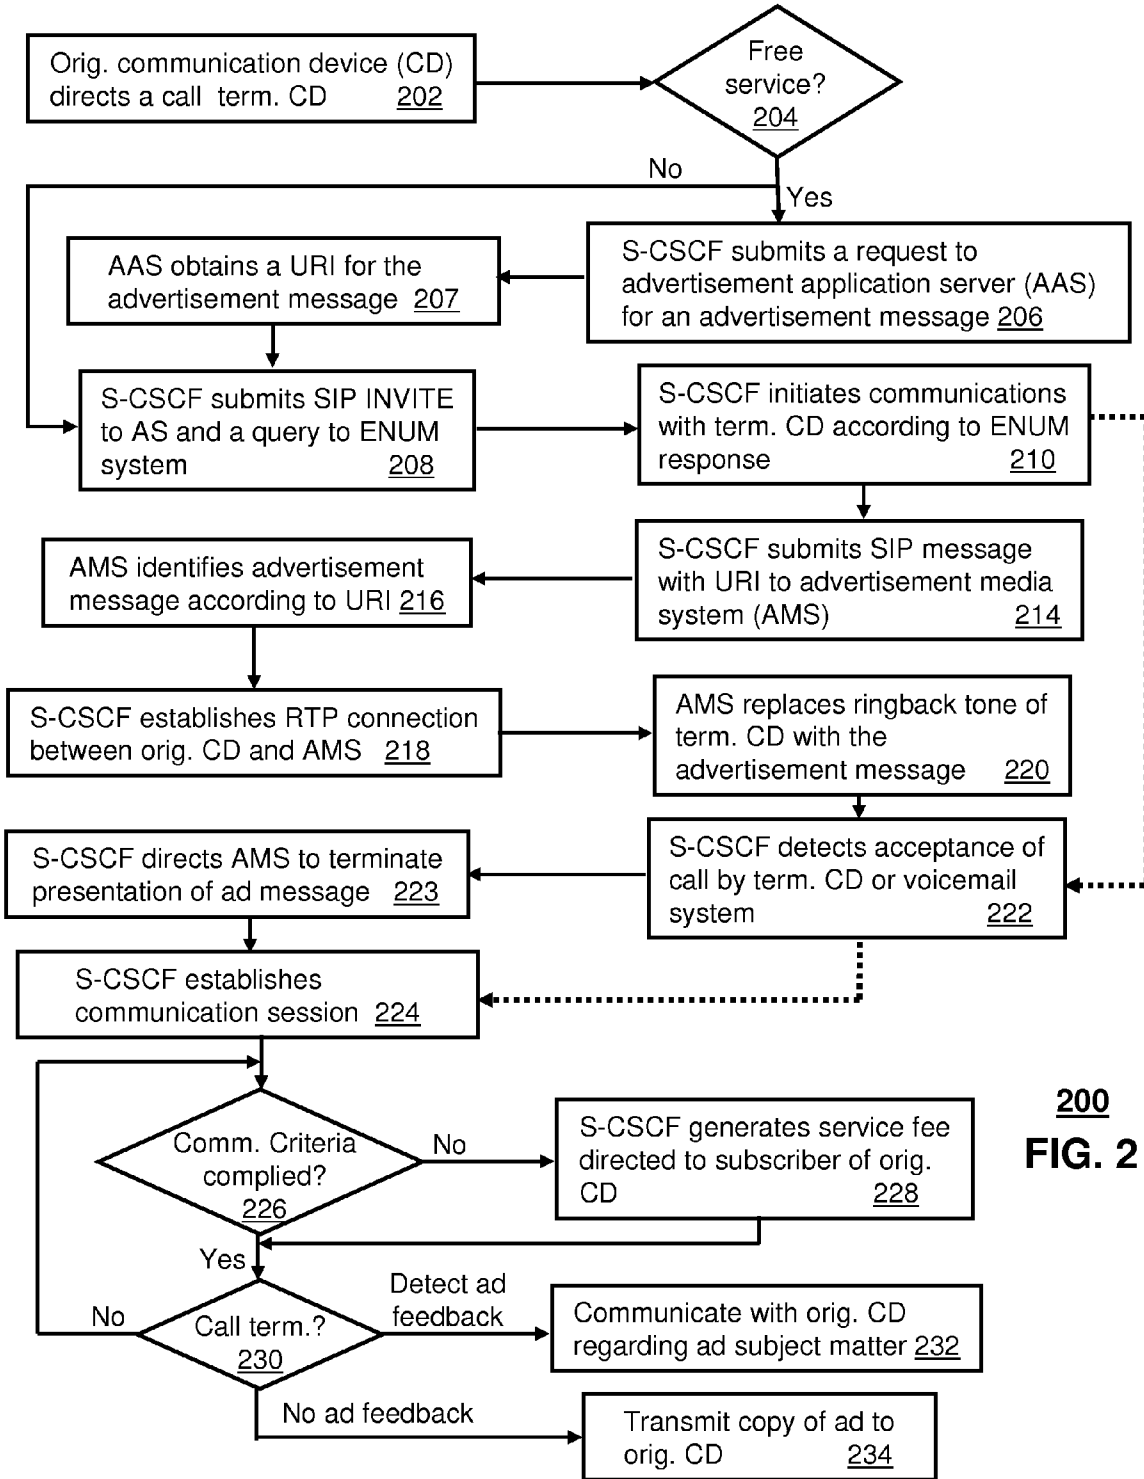 Orig. communication device (CD)
directs a call term. CD 202
Free
service?
204
No
Yes
S-CSCF submits a request to
advertisement application server (AAS)
for an advertisement message 206
AAS obtains a URI for the
advertisement message 207
S-CSCF submits SIP INVITE
to AS and a query to ENUM
system 208
S-CSCF initiates communications
with term. CD according to ENUM
response 210
S-CSCF submits SIP message
with URI to advertisement media
system (AMS) 214
AMS identifies advertisement
message according to URI 216
S-CSCF establishes RTP connection
between orig. CD and AMS 218
AMS replaces ringback tone of
term. CD with the
advertisement message 220
S-CSCF detects acceptance of
call by term. CD or voicemail
system 222
S-CSCF directs AMS to terminate
presentation of ad message 223
S-CSCF establishes
communication session 224
Comm. Criteria
complied?
226
No
S-CSCF generates service fee
directed to subscriber of orig.
CD 228
200
FIG. 2
Yes
No
Call term.?
230
Detect ad
feedback
Communicate with orig. CD
regarding ad subject matter 232
No ad feedback
Transmit copy of ad to
orig. CD 234